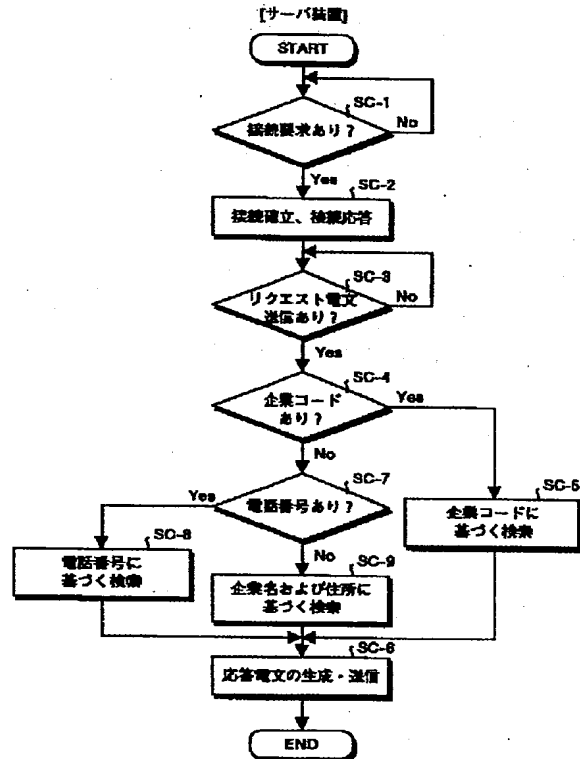 [サーバ装置]
START
SC-1
接続要求あり?
No
Yes
SC-2
接続確立、接続応答
SC-3
リクエスト電文
送信あり?
No
Yes
SC-4
企業コード
あり?
Yes
No
SC-7
電話番号あり?
Yes
SC-5
企業コードに
基づく検索
SC-8
電話番号に
基づく検索
No
SC-9
企業名および住所に
基づく検索
SC-6
応答電文の生成・送信
END